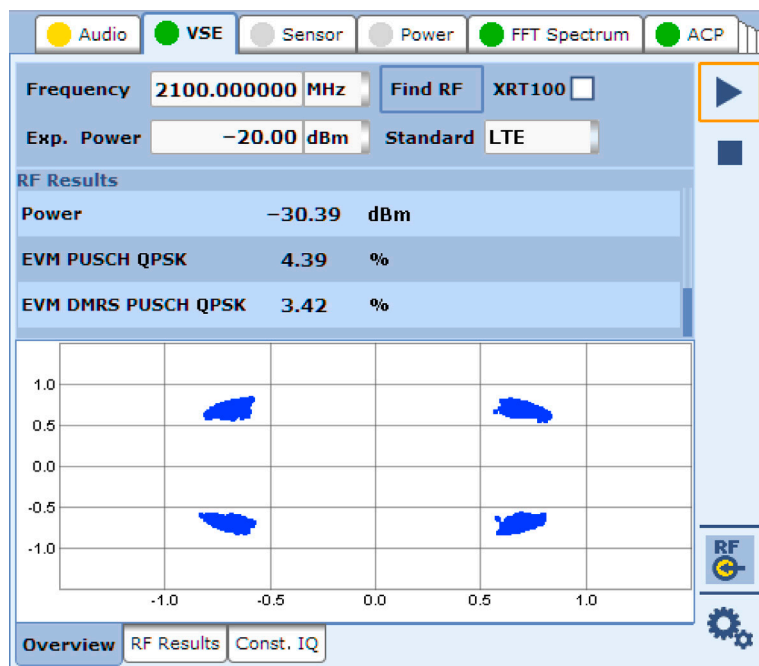 Audio VSE Sensor Power FFT Spectrum ACP
Frequency 2100.000000 MHz Find RF XRT100
Exp. Power −20.00 dBm Standard LTE
RF Results
Power −30.39 dBm
EVM PUSCH QPSK 4.39 %
EVM DMRS PUSCH QPSK 3.42 %
1.0
0.5
0.0
-0.5
-1.0
-1.0 -0.5 0.0 0.5 1.0
RF
Overview RF Results Const. IQ